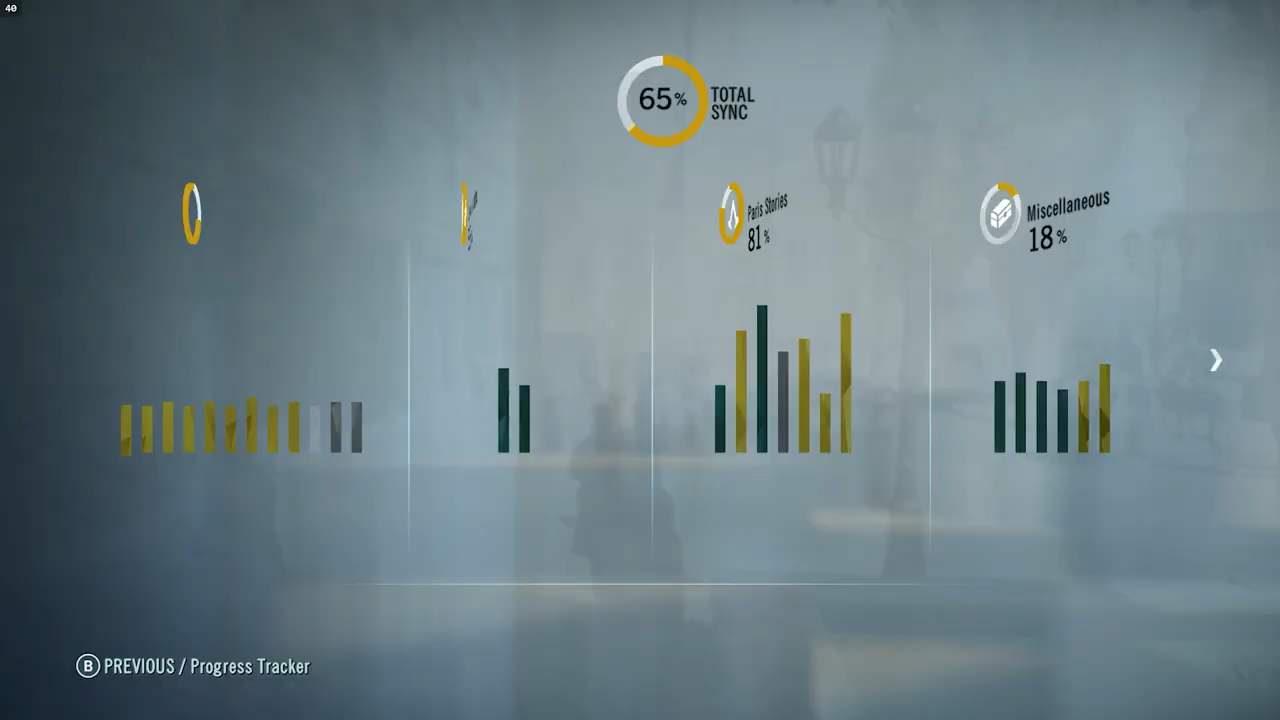 40
65%
TOTAL
SYNC
Paris Stories
81%
Miscellaneous
18%
B PREVIOUS / Progress Tracker